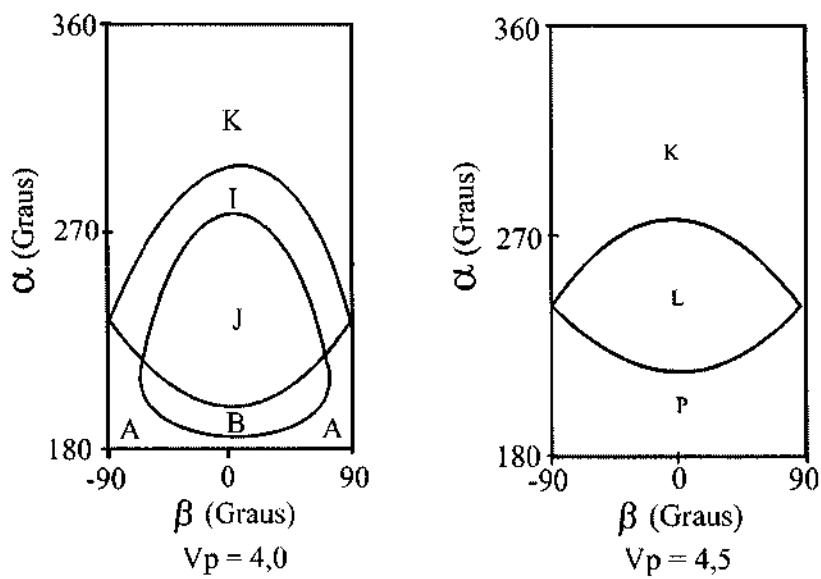 360
K
I
α (Graus)
270
J
B
A
A
180
-90
0
90
β (Graus)
Vp = 4,0
360
K
α (Graus)
270
L
P
180
-90
0
90
β (Graus)
Vp = 4,5